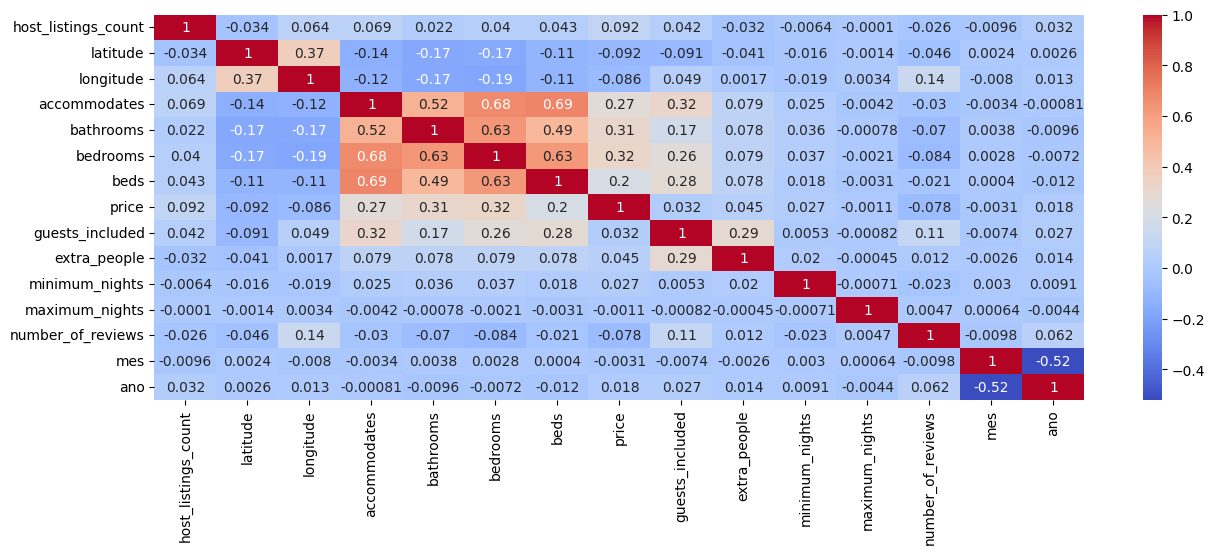 host_listings_count 1 -0.034 0.064 0.069 0.022 0.04 0.043 0.092 0.042 -0.032 -0.0064 -0.0001 -0.026 -0.0096 0.032
latitude -0.034 1 0.37 -0.14 -0.17 -0.17 -0.11 -0.092 -0.091 -0.041 -0.016 -0.0014 -0.046 0.0024 0.0026
longitude 0.064 0.37 1 -0.12 -0.17 -0.19 -0.11 -0.086 0.049 0.0017 -0.019 0.0034 0.14 -0.008 0.013
accommodates 0.069 -0.14 -0.12 1 0.52 0.68 0.69 0.27 0.32 0.079 0.025 -0.0042 -0.03 -0.0034 -0.00081
bathrooms 0.022 -0.17 -0.17 0.52 1 0.63 0.49 0.31 0.17 0.078 0.036 -0.00078 -0.07 0.0038 -0.0096
bedrooms 0.04 -0.17 -0.19 0.68 0.63 1 0.63 0.32 0.26 0.079 0.037 -0.0021 -0.084 0.0028 -0.0072
beds 0.043 -0.11 -0.11 0.69 0.49 0.63 1 0.2 0.28 0.078 0.018 -0.0031 -0.021 0.0004 -0.012
price 0.092 -0.092 -0.086 0.27 0.31 0.32 0.2 1 0.032 0.045 0.027 -0.0011 -0.078 -0.0031 0.018
guests_included 0.042 -0.091 0.049 0.32 0.17 0.26 0.28 0.032 1 0.29 0.0053 -0.00082 0.11 -0.0074 0.027
extra_people -0.032 -0.041 0.0017 0.079 0.078 0.079 0.078 0.045 0.29 1 0.02 -0.00045 0.012 -0.0026 0.014
minimum_nights -0.0064 -0.016 -0.019 0.025 0.036 0.037 0.018 0.027 0.0053 0.02 1 -0.00071 -0.023 0.003 0.0091
maximum_nights -0.0001 -0.0014 0.0034 -0.0042 -0.00078 -0.0021 -0.0031 -0.0011 -0.00082 -0.00045 -0.00071 1 0.0047 0.00064 -0.0044
number_of_reviews -0.026 -0.046 0.14 -0.03 -0.07 -0.084 -0.021 -0.078 0.11 0.012 -0.023 0.0047 1 -0.0098 0.062
mes -0.0096 0.0024 -0.008 -0.0034 0.0038 0.0028 0.0004 -0.0031 -0.0074 -0.0026 0.003 0.00064 -0.0098 1 -0.52
ano 0.032 0.0026 0.013 -0.00081 -0.0096 -0.0072 -0.012 0.018 0.027 0.014 0.0091 -0.0044 0.062 -0.52 1
host_listings_count
latitude
longitude
accommodates
bathrooms
bedrooms
beds
price
guests_included
extra_people
minimum_nights
maximum_nights
number_of_reviews
mes
ano
1.0
0.8
0.6
0.4
0.2
0.0
−0.2
−0.4